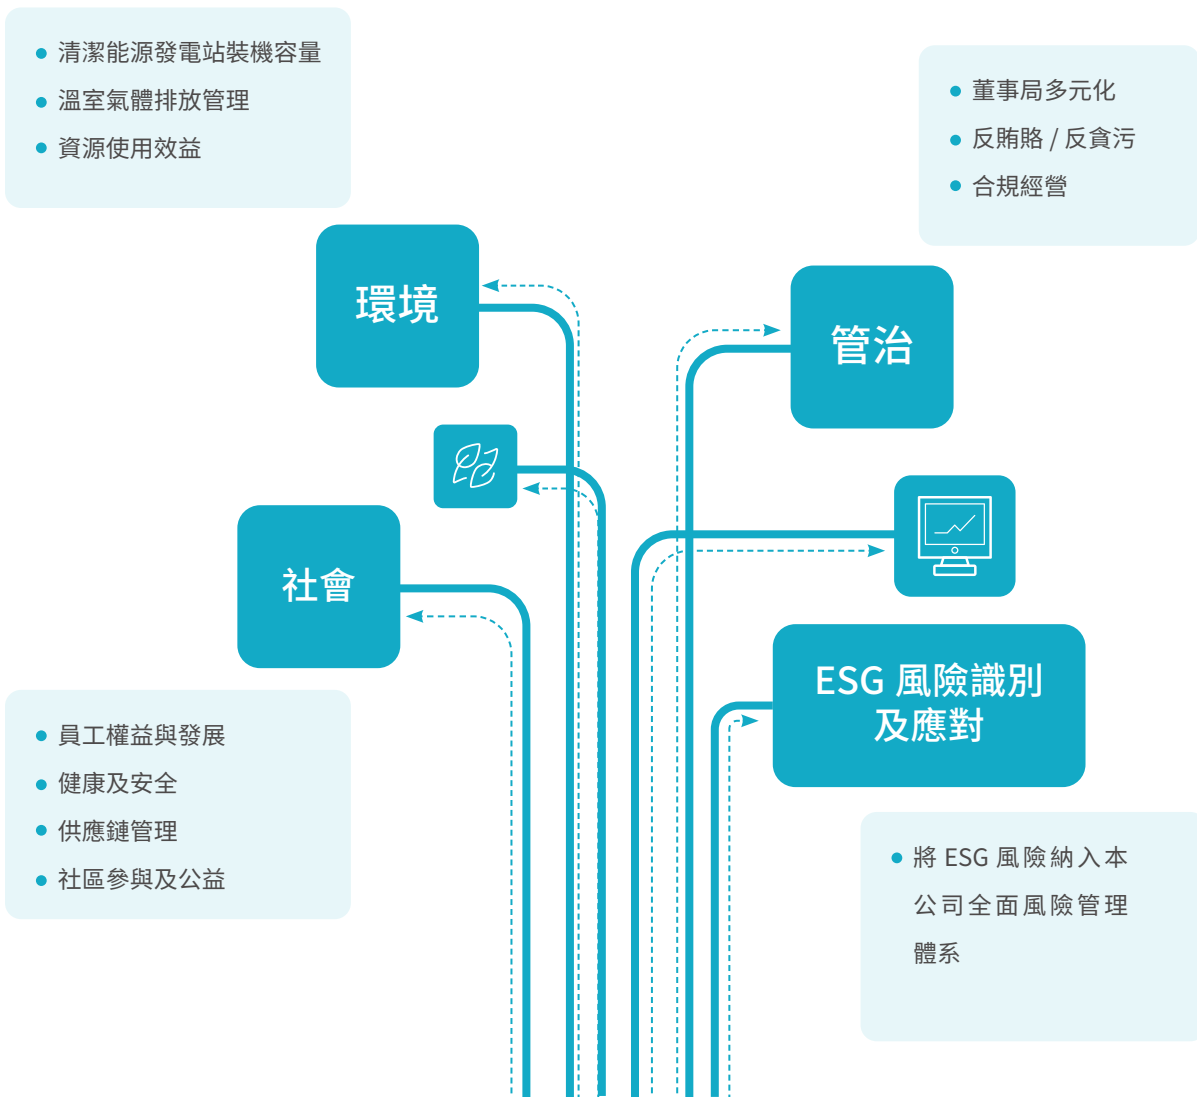 清潔能源發電站裝機容量
溫室氣體排放管理
資源使用效益
董事局多元化
反賄賂 / 反貪污
合規經營
環境
管治
社會
ESG 風險識別
及應對
員工權益與發展
健康及安全
供應鏈管理
社區參與及公益
將 ESG 風險納入本
公司全面風險管理
體系